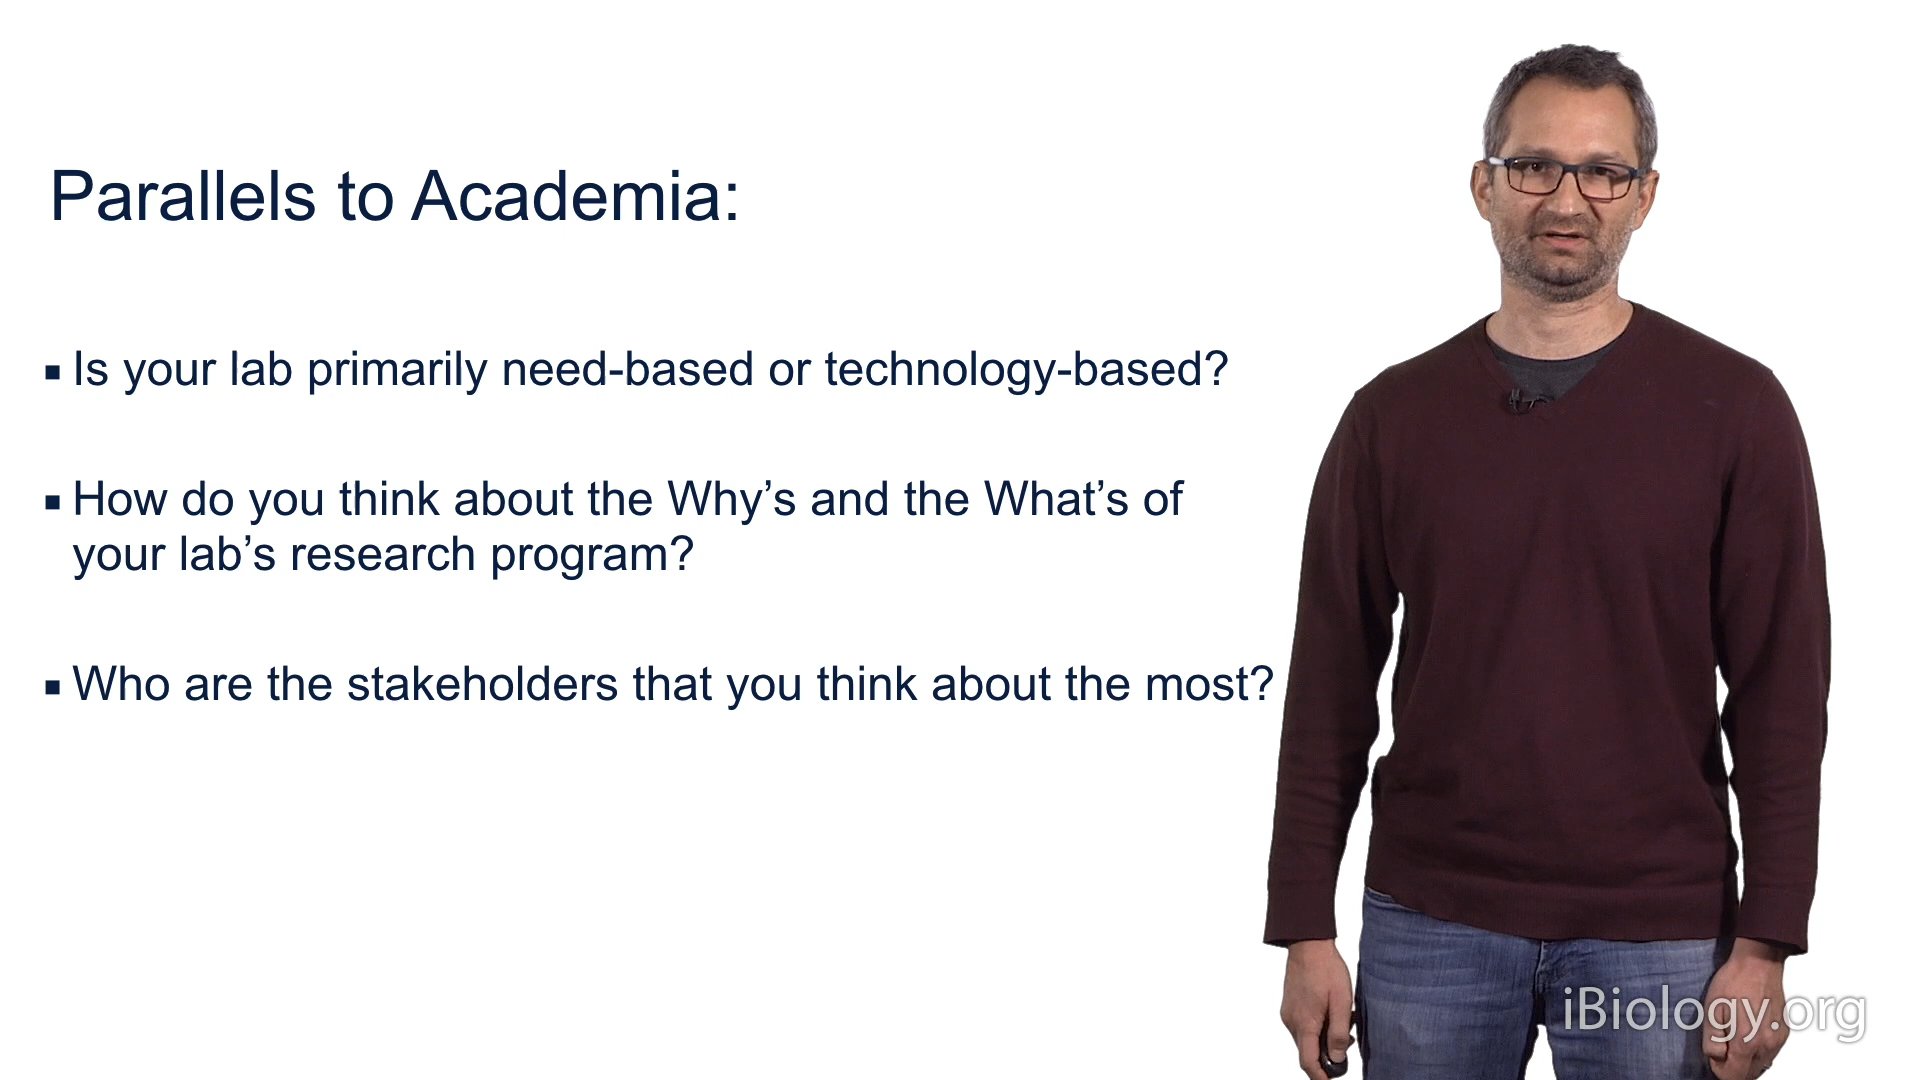 Parallels to Academia:
▪ Is your lab primarily need-based or technology-based?
▪ How do you think about the Why’s and the What’s of
your lab’s research program?
▪ Who are the stakeholders that you think about the most?
iBiology.org